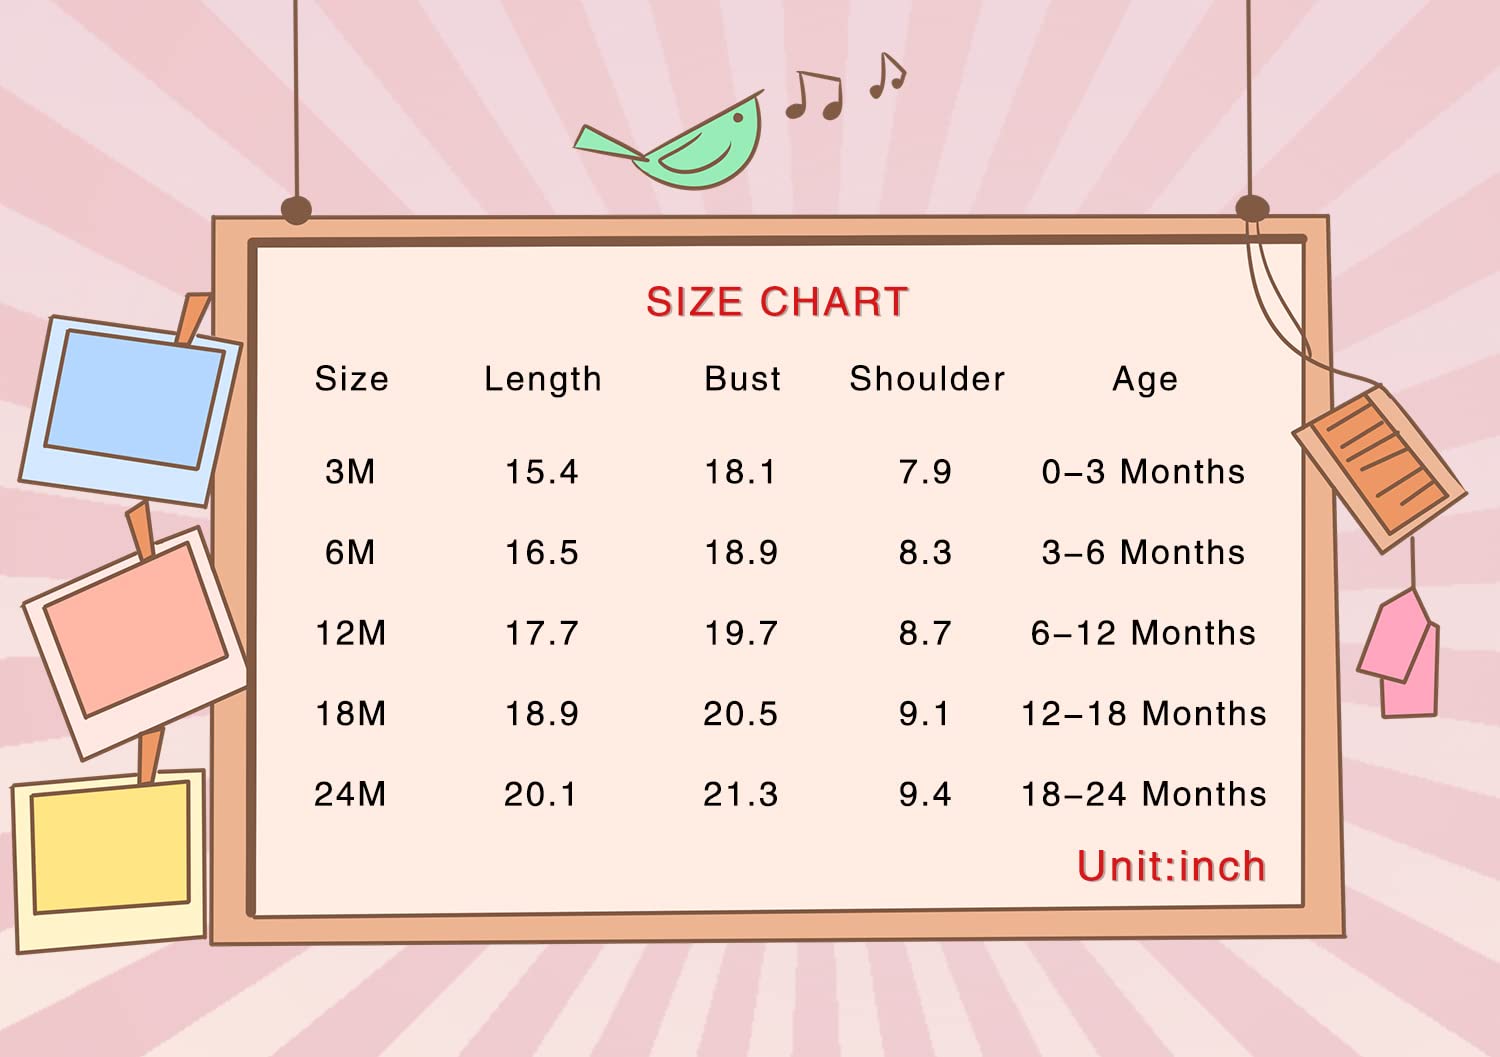 SIZE CHART
Size Length Bust Shoulder Age
3M 15.4 18.1 7.9 0–3 Months
6M 16.5 18.9 8.3 3–6 Months
12M 17.7 19.7 8.7 6–12 Months
18M 18.9 20.5 9.1 12–18 Months
24M 20.1 21.3 9.4 18–24 Months
Unit:inch